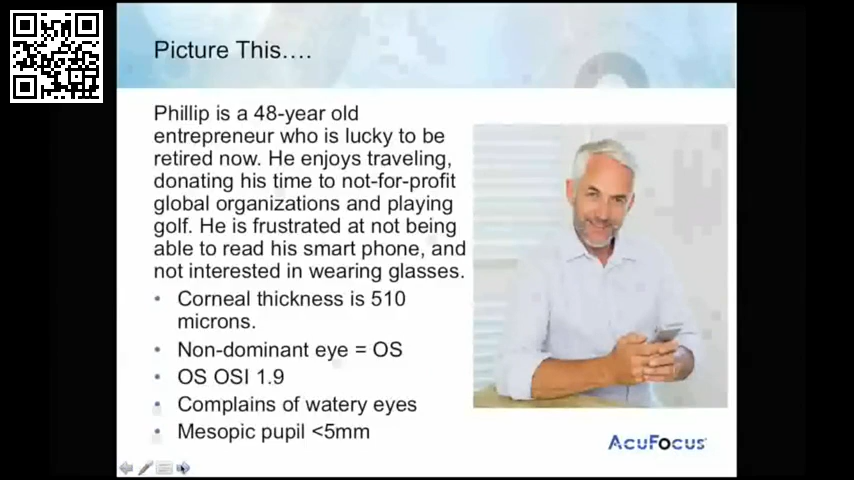 Picture This….
Phillip is a 48-year old
entrepreneur who is lucky to be
retired now. He enjoys traveling,
donating his time to not-for-profit
global organizations and playing
golf. He is frustrated at not being
able to read his smart phone, and
not interested in wearing glasses.
• Corneal thickness is 510
microns.
• Non-dominant eye = OS
• OS OSI 1.9
• Complains of watery eyes
• Mesopic pupil <5mm
AcuFocus